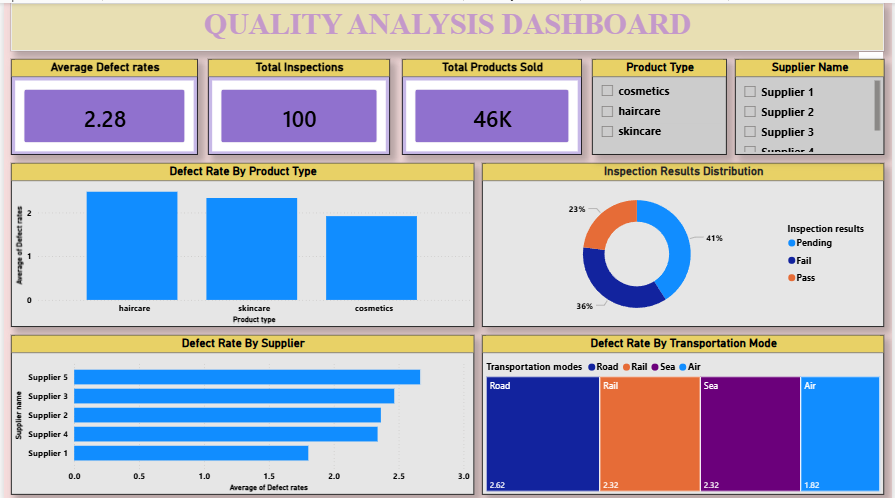 QUALITY ANALYSIS DASHBOARD
Average Defect rates
2.28
Total Inspections
100
Total Products Sold
46K
Product Type
cosmetics
haircare
skincare
Supplier Name
Supplier 1
Supplier 2
Supplier 3
Supplier 4
Defect Rate By Product Type
Average of Defect rates
2
1
0
haircare
skincare
cosmetics
Product type
Inspection Results Distribution
23%
41%
36%
Inspection results
Pending
Fail
Pass
Defect Rate By Supplier
Supplier name
Supplier 5
Supplier 3
Supplier 2
Supplier 4
Supplier 1
0.0 0.5 1.0 1.5 2.0 2.5 3.0
Average of Defect rates
Defect Rate By Transportation Mode
Transportation modes Road Rail Sea Air
Road Rail Sea Air
2.62 2.32 2.32 1.82